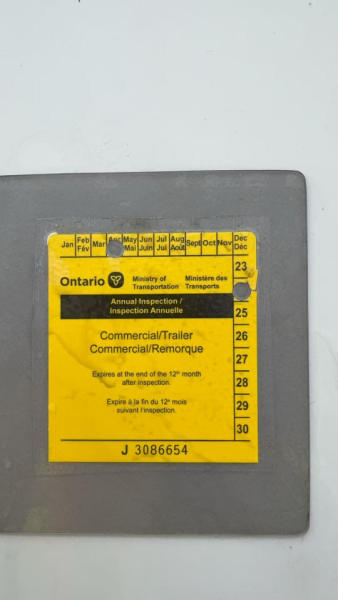 Jan Feb Mar Apr May Jun Jul Aug Sept Oct Nov Dec
Fév Mai Juin Jul Août Déc
23
Ontario Ministry of Ministère des
Transportation Transports
Annual Inspection /
Inspection Annuelle
25
Commercial/Trailer
26
Commercial/Remorque
27
Expires at the end of the 12th month
after inspection.
28
Expire à la fin du 12e mois
suivant l'inspection.
29
30
J 3086654